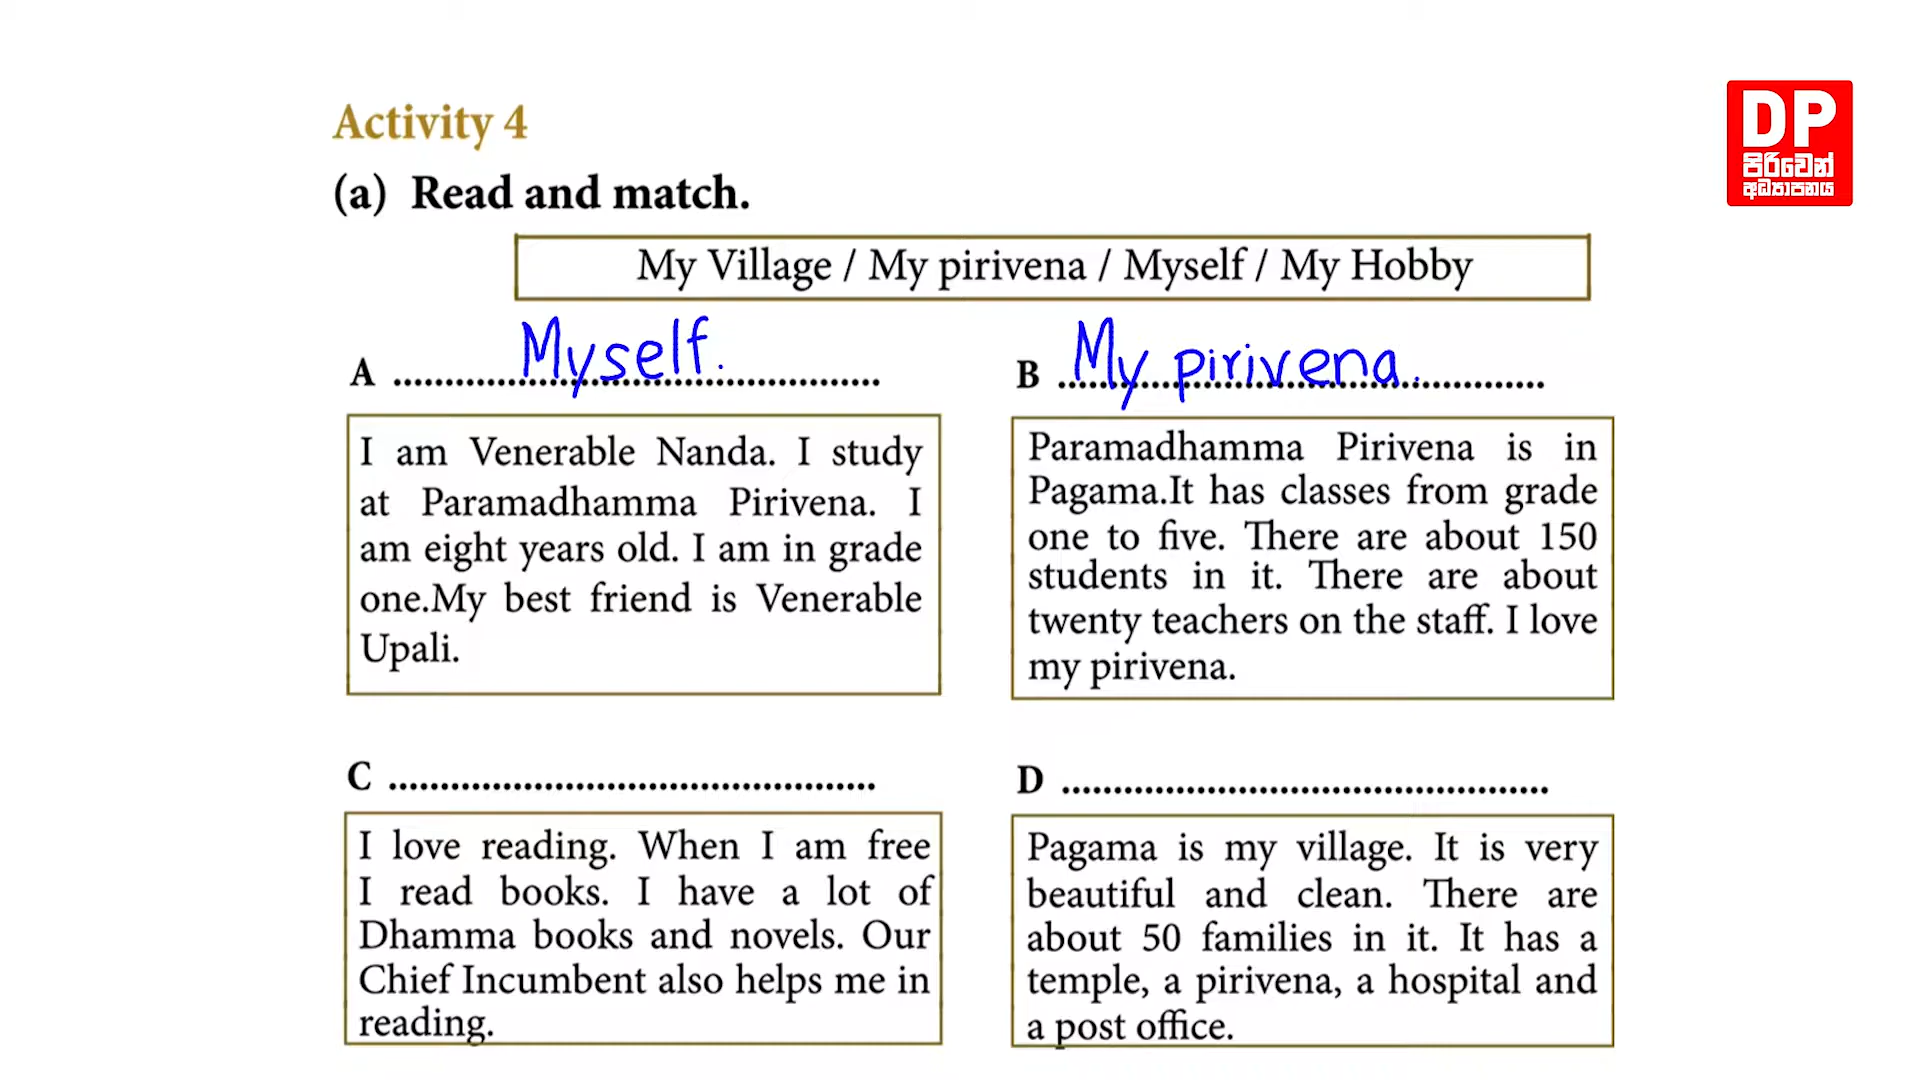 DP
පිරිවෙන්
අධ්‍යාපනය
Activity 4
(a) Read and match.
My Village / My pirivena / Myself / My Hobby
A Myself.
B My pirivena.
I am Venerable Nanda. I study
at Paramadhamma Pirivena. I
am eight years old. I am in grade
one.My best friend is Venerable
Upali.
Paramadhamma Pirivena is in
Pagama.It has classes from grade
one to five. There are about 150
students in it. There are about
twenty teachers on the staff. I love
my pirivena.
C ...............................................
D ...............................................
I love reading. When I am free
I read books. I have a lot of
Dhamma books and novels. Our
Chief Incumbent also helps me in
reading.
Pagama is my village. It is very
beautiful and clean. There are
about 50 families in it. It has a
temple, a pirivena, a hospital and
a post office.